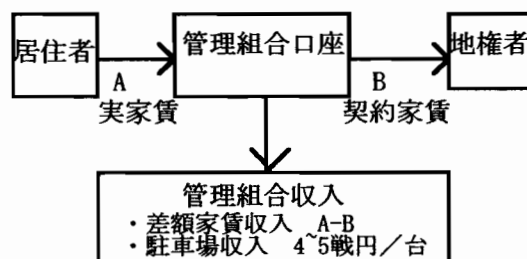 居住者
管理組合口座
地権者
A
実家賃
B
契約家賃
管理組合収入
・差額家賃収入 A-B
・駐車場収入 4~5戦円／台